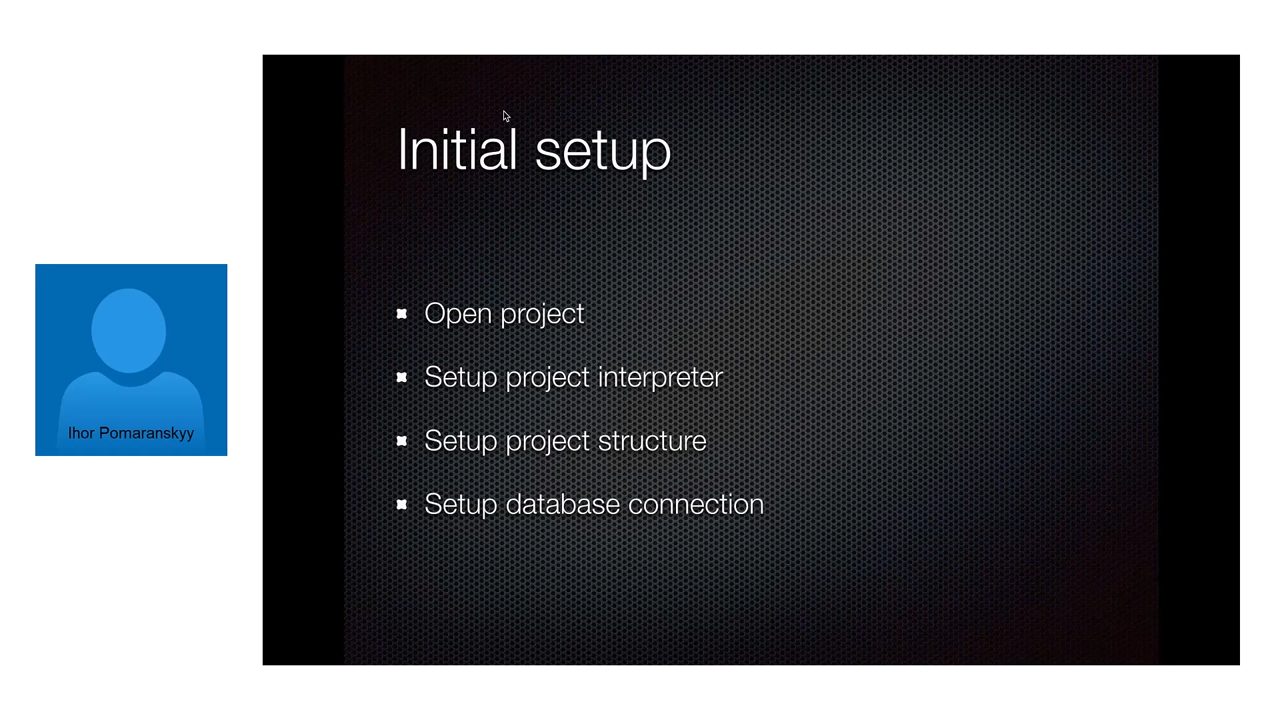 Initial setup
Open project
Setup project interpreter
Setup project structure
Setup database connection
Ihor Pomaranskyy